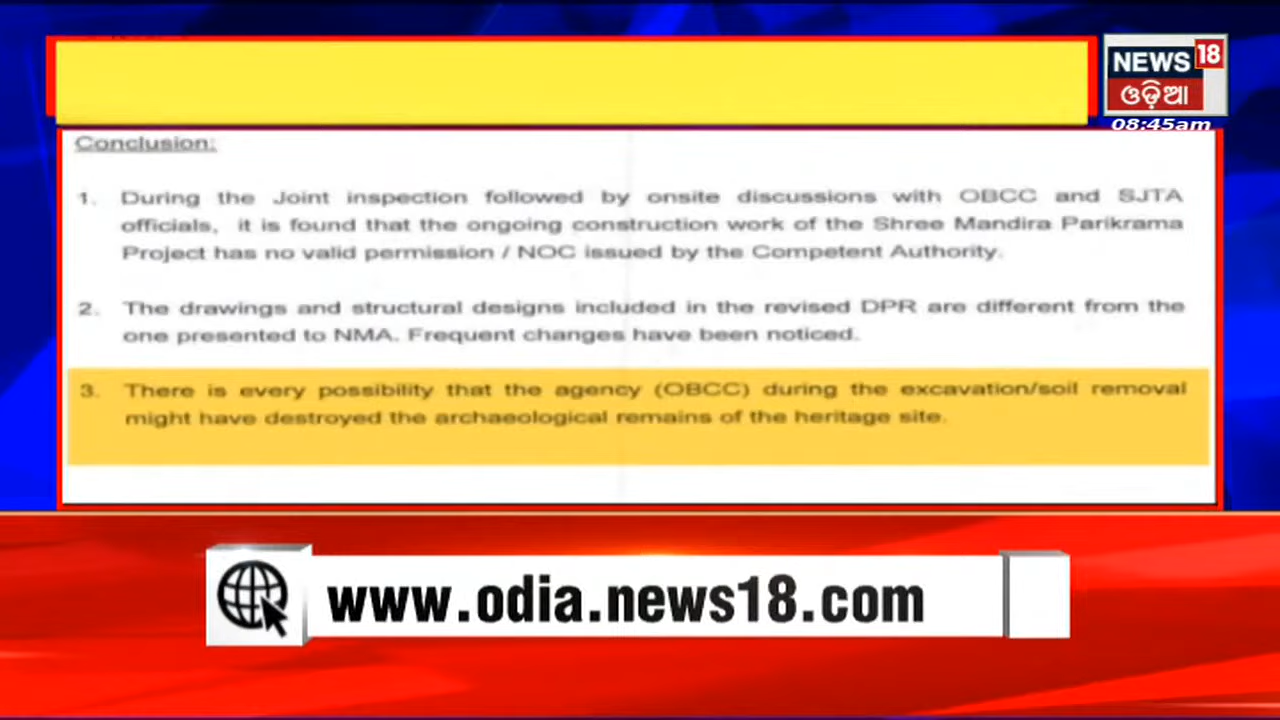 NEWS 18
ଓଡ଼ିଆ
08:45am
Conclusion:
1. During the Joint inspection followed by onsite discussions with OBCC and SJTA
officials, it is found that the ongoing construction work of the Shree Mandira Parikrama
Project has no valid permission / NOC issued by the Competent Authority.
2. The drawings and structural designs included in the revised DPR are different from the
one presented to NMA. Frequent changes have been noticed.
3. There is every possibility that the agency (OBCC) during the excavation/soil removal
might have destroyed the archaeological remains of the heritage site.
www.odia.news18.com